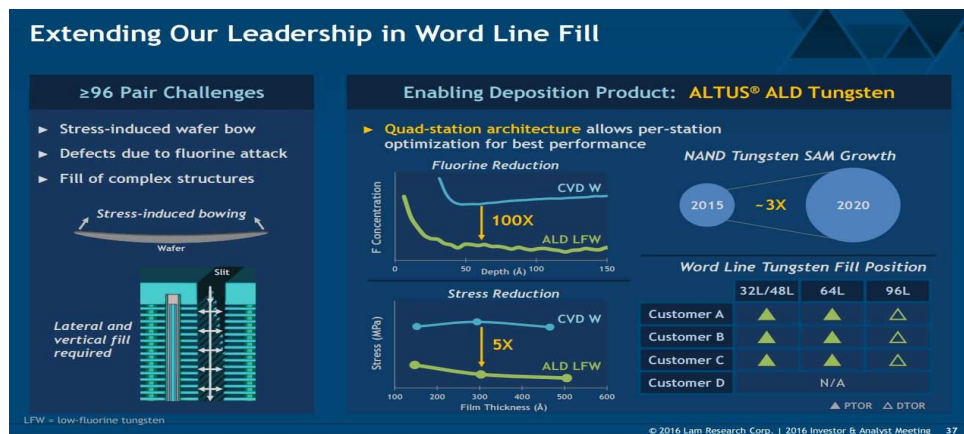 Extending Our Leadership in Word Line Fill
≥96 Pair Challenges
► Stress-induced wafer bow
► Defects due to fluorine attack
► Fill of complex structures
Stress-induced bowing
Wafer
Slit
Lateral and
vertical fill
required
LFW = low-fluorine tungsten
Enabling Deposition Product: ALTUS® ALD Tungsten
► Quad-station architecture allows per-station
optimization for best performance
Fluorine Reduction
F Concentration
CVD W
100X
ALD LFW
0 50 Depth (Å) 100 150
Stress Reduction
Stress (MPa)
CVD W
5X
ALD LFW
100 200 300 400 500 600
Film Thickness (Å)
NAND Tungsten SAM Growth
2015 ~3X 2020
Word Line Tungsten Fill Position
32L/48L 64L 96L
Customer A ▲ ▲ △
Customer B ▲ ▲ △
Customer C ▲ ▲ △
Customer D N/A
▲ PTOR △ DTOR
© 2016 Lam Research Corp. | 2016 Investor & Analyst Meeting 37